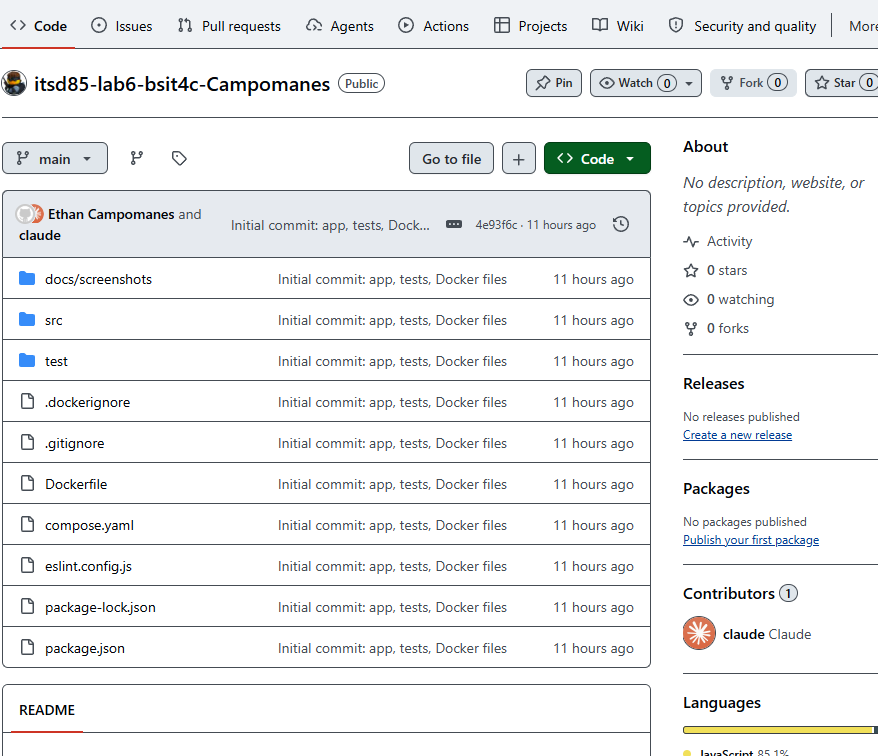 Code Issues Pull requests Agents Actions Projects Wiki Security and quality More
itsd85-lab6-bsit4c-Campomanes Public Pin Watch 0 Fork 0 Star 0
main Go to file Code
Ethan Campomanes and
claude
Initial commit: app, tests, Dock... 4e93f6c · 11 hours ago
docs/screenshots Initial commit: app, tests, Docker files 11 hours ago
src Initial commit: app, tests, Docker files 11 hours ago
test Initial commit: app, tests, Docker files 11 hours ago
.dockerignore Initial commit: app, tests, Docker files 11 hours ago
.gitignore Initial commit: app, tests, Docker files 11 hours ago
Dockerfile Initial commit: app, tests, Docker files 11 hours ago
compose.yaml Initial commit: app, tests, Docker files 11 hours ago
eslint.config.js Initial commit: app, tests, Docker files 11 hours ago
package-lock.json Initial commit: app, tests, Docker files 11 hours ago
package.json Initial commit: app, tests, Docker files 11 hours ago
README
About
No description, website, or
topics provided.
Activity
0 stars
0 watching
0 forks
Releases
No releases published
Create a new release
Packages
No packages published
Publish your first package
Contributors 1
claude Claude
Languages
JavaScript 85.1%